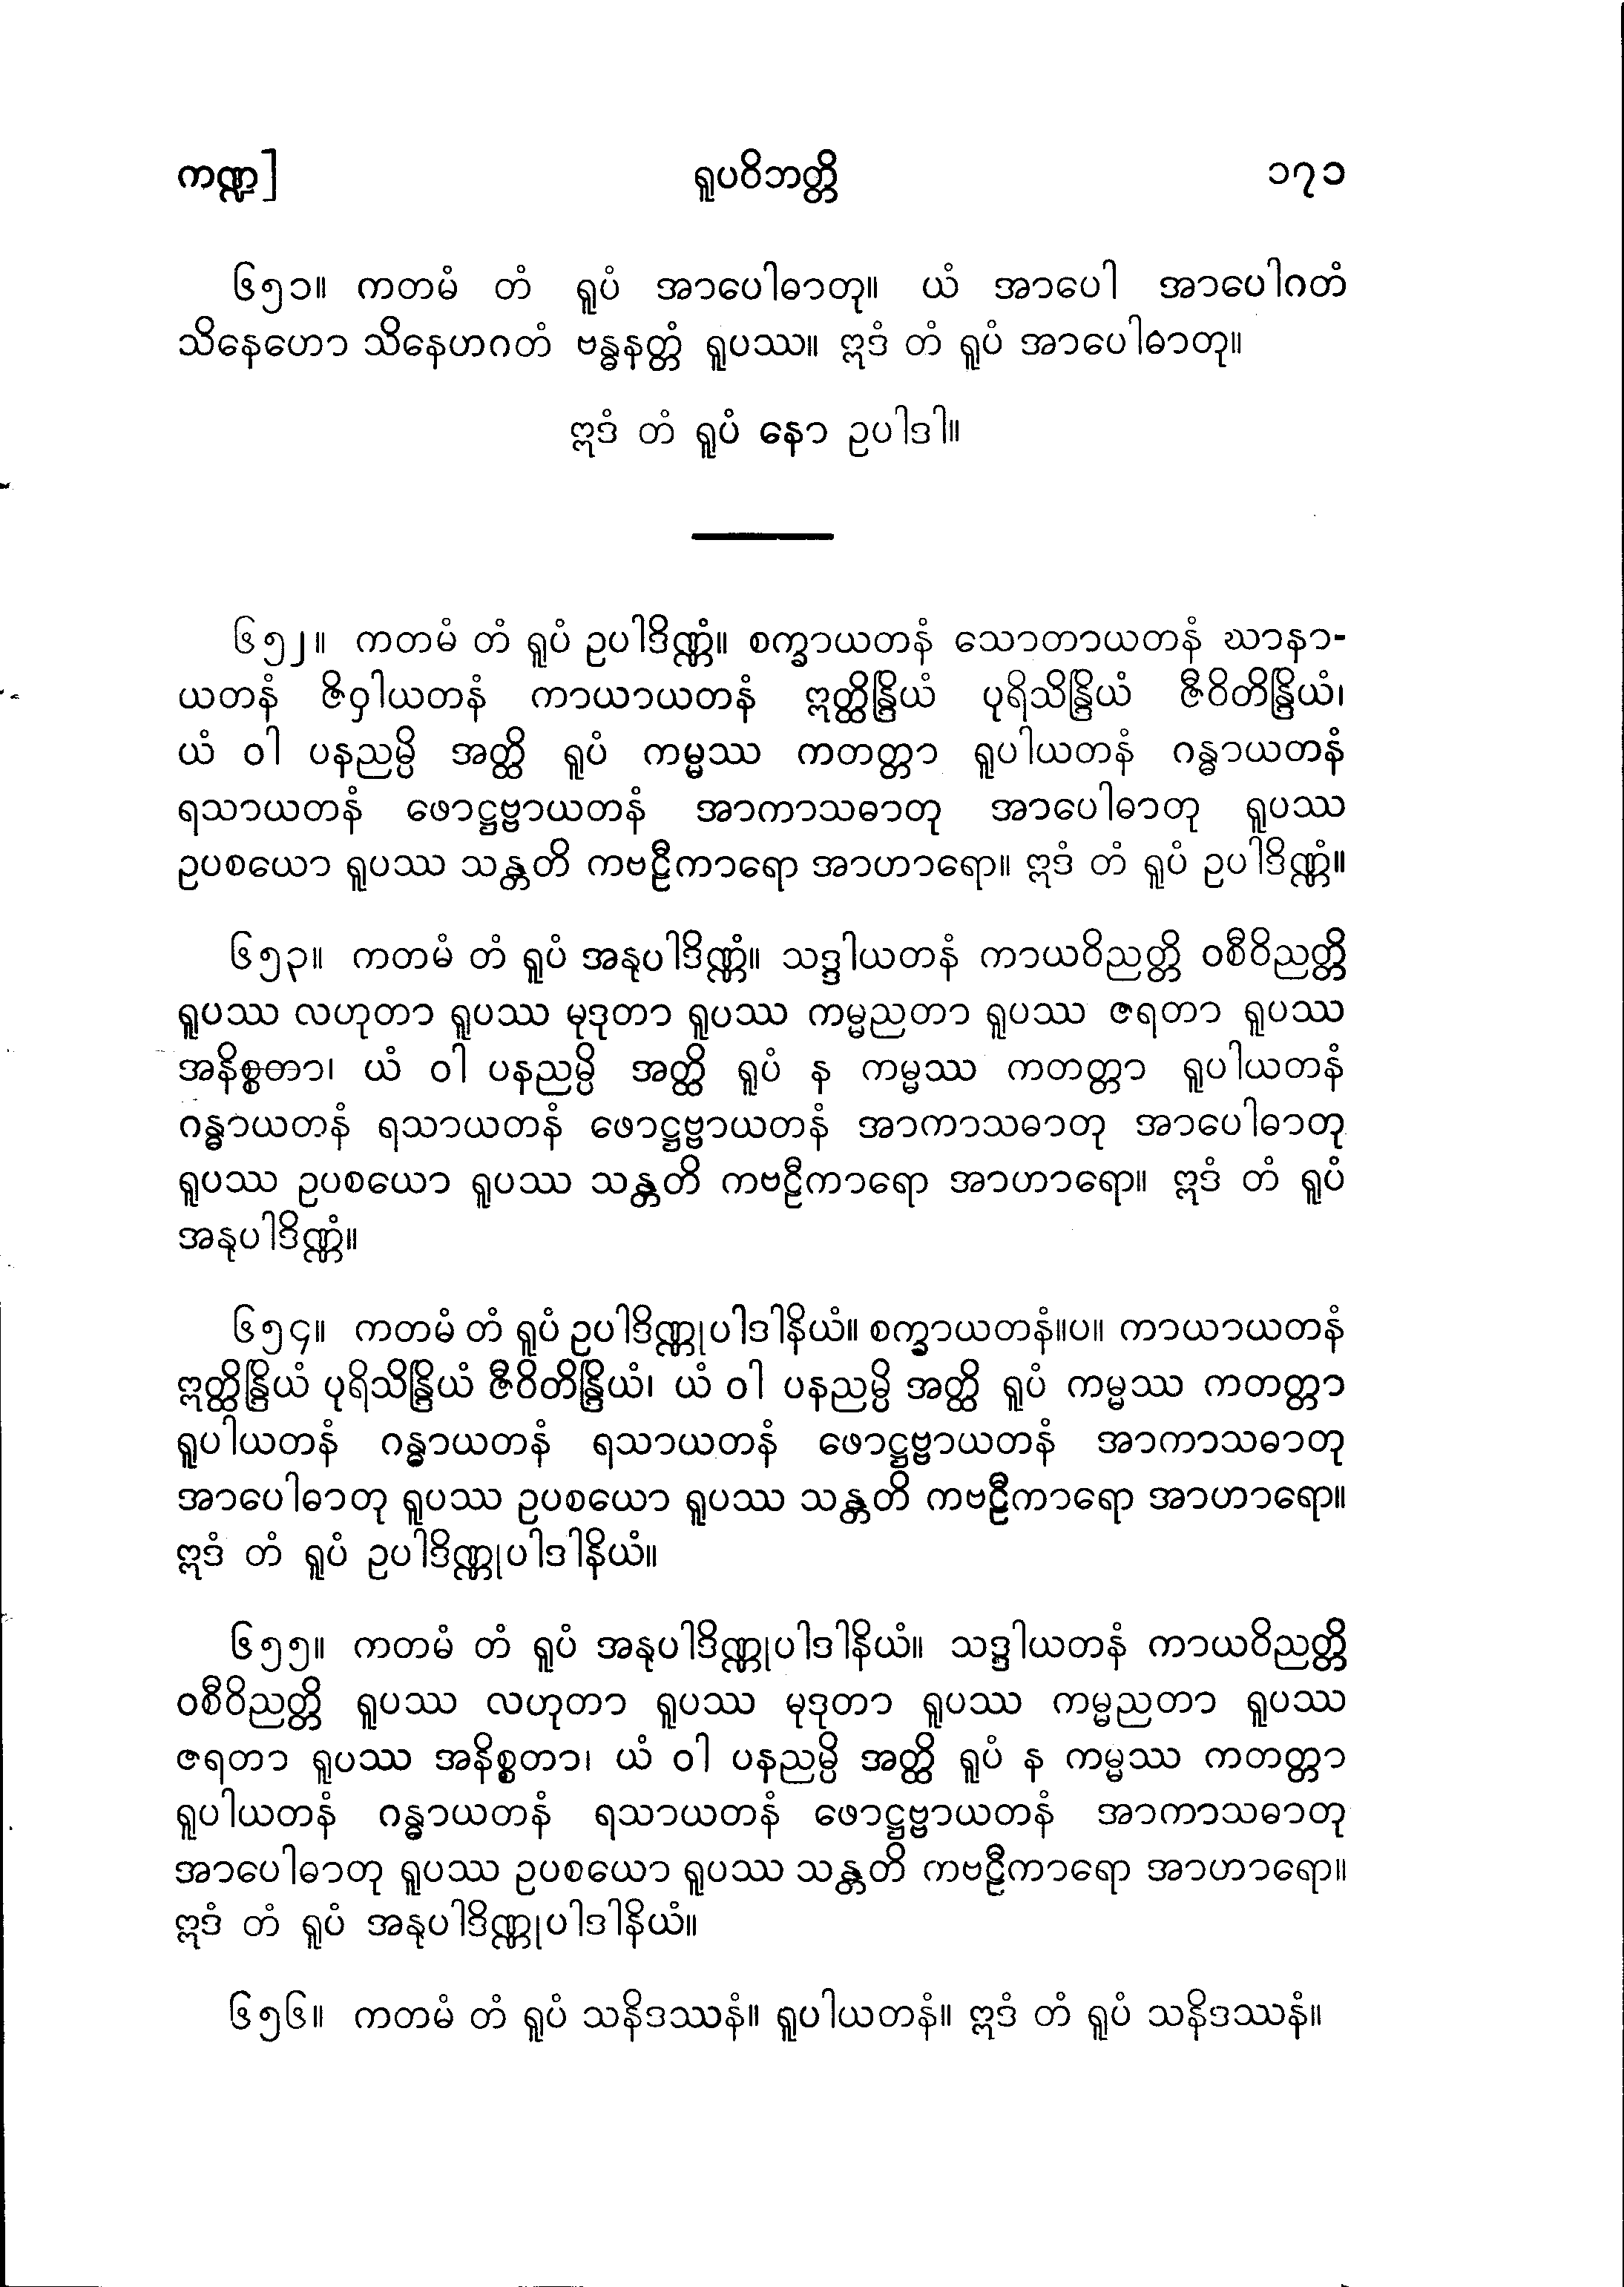 ကဏ္ဍ] ရူပဝိဘတ္တိ ၁၇၁
၆၅၁။ ကတမံ တံ ရူပံ အာပေါဓာတု။ ယံ အာပေါ အာပေါဂတံ
သိနေဟော သိနေဟဂတံ ဗန္ဓနတ္တံ ရူပဿ။ ဣဒံ တံ ရူပံ အာပေါဓာတု။
ဣဒံ တံ ရူပံ နော ဥပါဒါ။
၆၅၂။ ကတမံ တံ ရူပံ ဥပါဒိဏ္ဏံ။ စက္ခာယတနံ သောတာယတနံ ဃာနာ-
ယတနံ ဇိဝှါယတနံ ကာယာယတနံ ဣတ္ထိန္ဒြိယံ ပုရိသိန္ဒြိယံ ဇီဝိတိန္ဒြိယံ၊
ယံ ဝါ ပနညမ္ပိ အတ္ထိ ရူပံ ကမ္မဿ ကတတ္တာ ရူပါယတနံ ဂန္ဓာယတနံ
ရသာယတနံ ဖောဋ္ဌဗ္ဗာယတနံ အာကာသဓာတု အာပေါဓာတု ရူပဿ
ဥပစယော ရူပဿ သန္တတိ ကဗဠီကာရော အာဟာရော။ ဣဒံ တံ ရူပံ ဥပါဒိဏ္ဏံ။
၆၅၃။ ကတမံ တံ ရူပံ အနုပါဒိဏ္ဏံ။ သဒ္ဒါယတနံ ကာယဝိညတ္တိ ဝစီဝိညတ္တိ
ရူပဿ လဟုတာ ရူပဿ မုဒုတာ ရူပဿ ကမ္မညတာ ရူပဿ ဇရတာ ရူပဿ
အနိစ္စတာ၊ ယံ ဝါ ပနညမ္ပိ အတ္ထိ ရူပံ န ကမ္မဿ ကတတ္တာ ရူပါယတနံ
ဂန္ဓာယတနံ ရသာယတနံ ဖောဋ္ဌဗ္ဗာယတနံ အာကာသဓာတု အာပေါဓာတု
ရူပဿ ဥပစယော ရူပဿ သန္တတိ ကဗဠီကာရော အာဟာရော။ ဣဒံ တံ ရူပံ
အနုပါဒိဏ္ဏံ။
၆၅၄။ ကတမံ တံ ရူပံ ဥပါဒိဏ္ဏုပါဒါနိယံ။ စက္ခာယတနံ။ပ။ ကာယာယတနံ
ဣတ္ထိန္ဒြိယံ ပုရိသိန္ဒြိယံ ဇီဝိတိန္ဒြိယံ၊ ယံ ဝါ ပနညမ္ပိ အတ္ထိ ရူပံ ကမ္မဿ ကတတ္တာ
ရူပါယတနံ ဂန္ဓာယတနံ ရသာယတနံ ဖောဋ္ဌဗ္ဗာယတနံ အာကာသဓာတု
အာပေါဓာတု ရူပဿ ဥပစယော ရူပဿ သန္တတိ ကဗဠီကာရော အာဟာရော။
ဣဒံ တံ ရူပံ ဥပါဒိဏ္ဏုပါဒါနိယံ။
၆၅၅။ ကတမံ တံ ရူပံ အနုပါဒိဏ္ဏုပါဒါနိယံ။ သဒ္ဒါယတနံ ကာယဝိညတ္တိ
ဝစီဝိညတ္တိ ရူပဿ လဟုတာ ရူပဿ မုဒုတာ ရူပဿ ကမ္မညတာ ရူပဿ
ဇရတာ ရူပဿ အနိစ္စတာ၊ ယံ ဝါ ပနညမ္ပိ အတ္ထိ ရူပံ န ကမ္မဿ ကတတ္တာ
ရူပါယတနံ ဂန္ဓာယတနံ ရသာယတနံ ဖောဋ္ဌဗ္ဗာယတနံ အာကာသဓာတု
အာပေါဓာတု ရူပဿ ဥပစယော ရူပဿ သန္တတိ ကဗဠီကာရော အာဟာရော။
ဣဒံ တံ ရူပံ အနုပါဒိဏ္ဏုပါဒါနိယံ။
၆၅၆။ ကတမံ တံ ရူပံ သနိဒဿနံ။ ရူပါယတနံ။ ဣဒံ တံ ရူပံ သနိဒဿနံ။